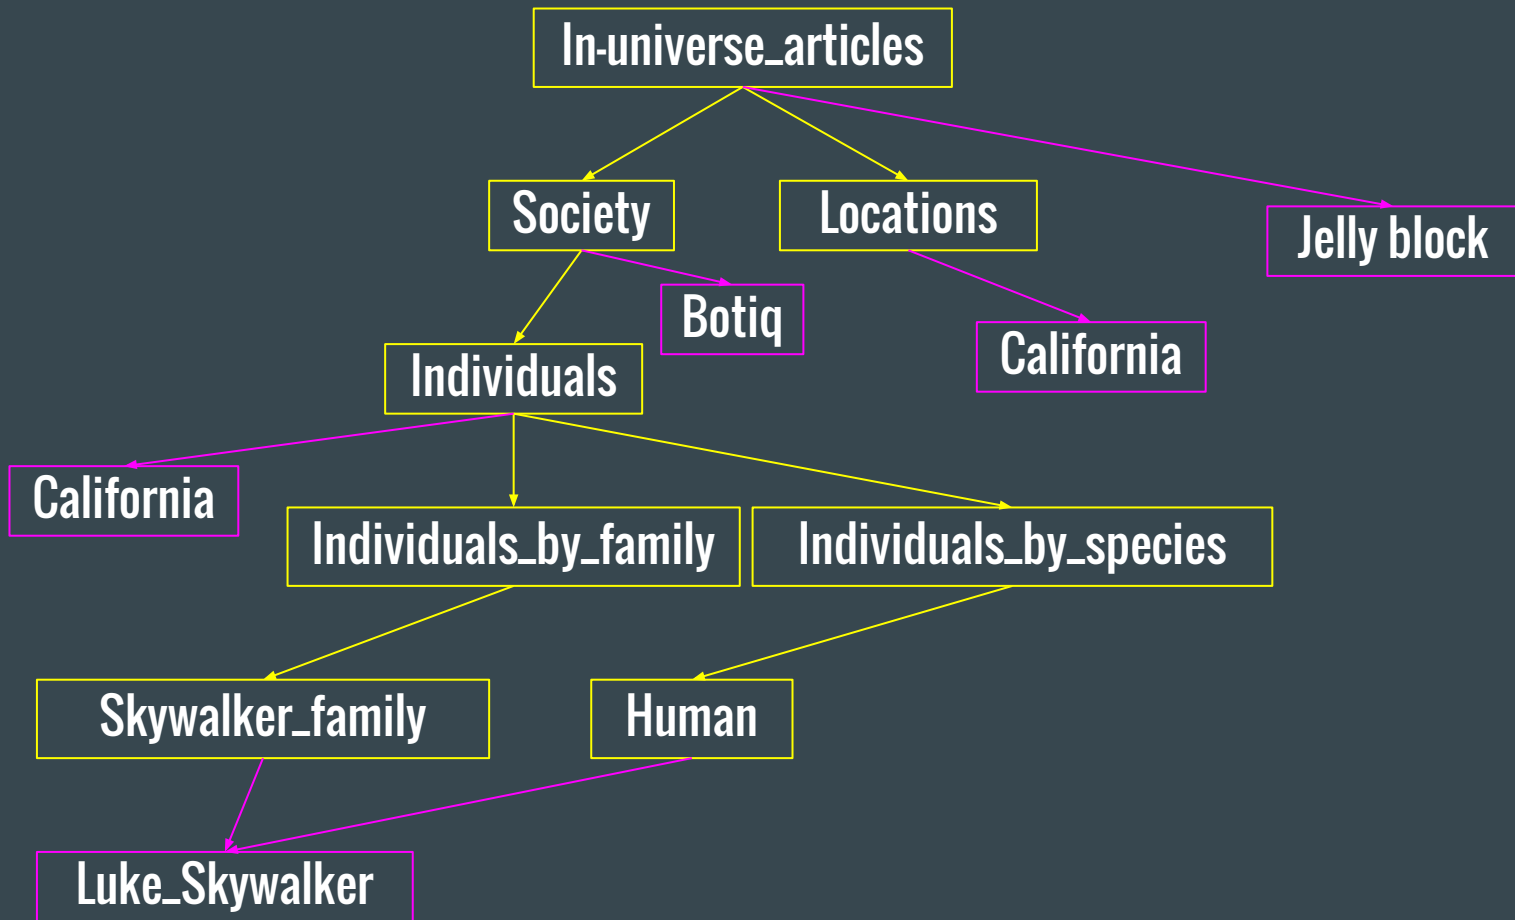 In-universe_articles
Society
Locations
Jelly block
Botiq
California
Individuals
California
Individuals_by_family
Individuals_by_species
Skywalker_family
Human
Luke_Skywalker